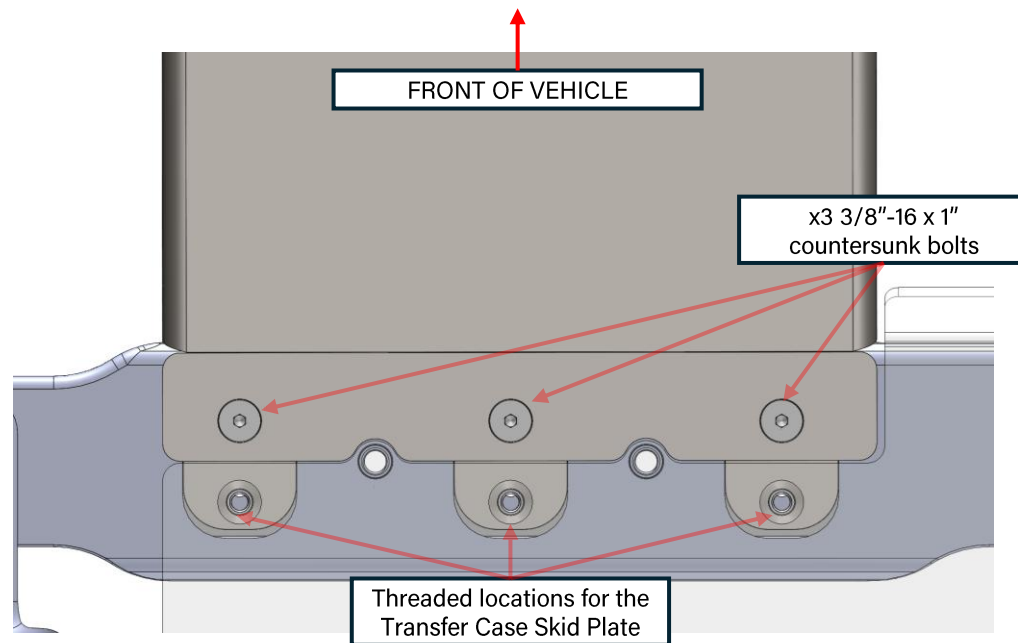 FRONT OF VEHICLE
x3 3/8"-16 x 1"
countersunk bolts
Threaded locations for the
Transfer Case Skid Plate